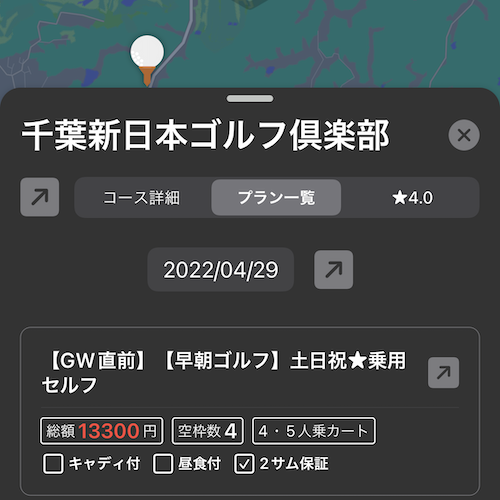 千葉新日本ゴルフ倶楽部
コース詳細 プラン一覧 ★4.0
2022/04/29
【GW直前】【早朝ゴルフ】土日祝★乗用
セルフ
総額 13300 円 空枠数 4 4・5人乗カート
キャディ付 昼食付 2サム保証